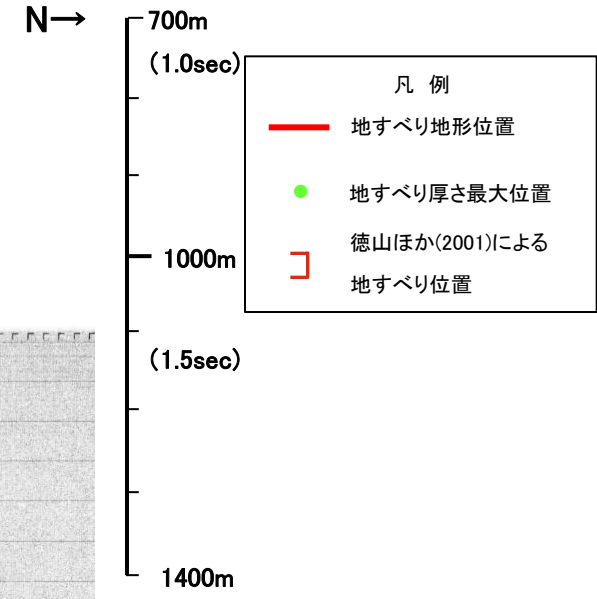 N→
700m
(1.0sec)
凡 例
地すべり地形位置
地すべり厚さ最大位置
徳山ほか(2001)による
地すべり位置
1000m
(1.5sec)
1400m